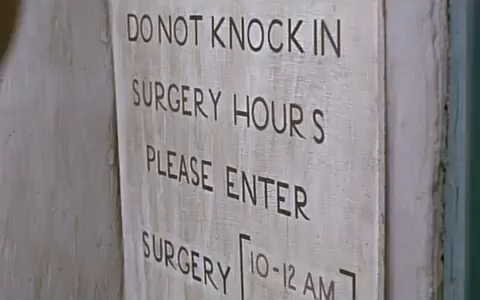 DO NOT KNOCK IN
SURGERY HOURS
PLEASE ENTER
SURGERY [10-12 AM]